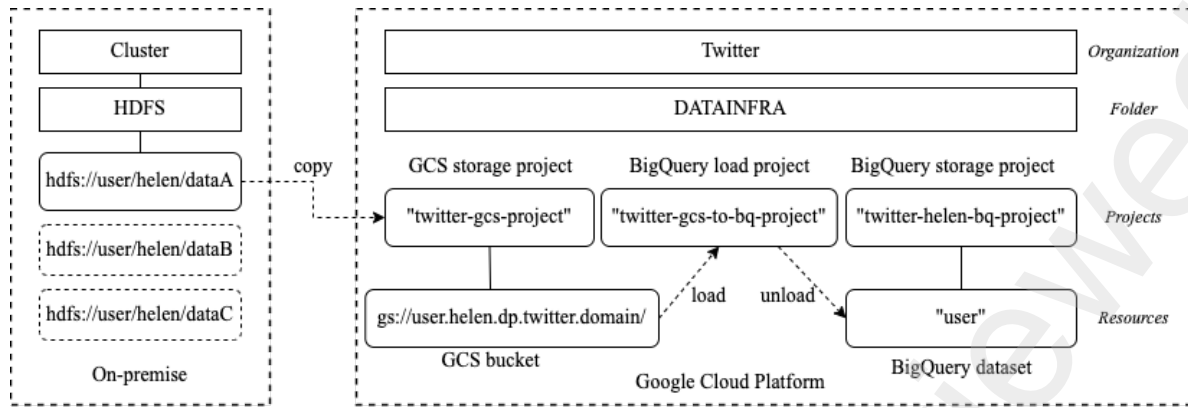 Cluster
HDFS
hdfs://user/helen/dataA
hdfs://user/helen/dataB
hdfs://user/helen/dataC
On-premise
copy
Twitter
Organization
DATAINFRA
Folder
GCS storage project
BigQuery load project
BigQuery storage project
"twitter-gcs-project"
"twitter-gcs-to-bq-project"
"twitter-helen-bq-project"
Projects
load
unload
gs://user.helen.dp.twitter.domain/
"user"
Resources
GCS bucket
BigQuery dataset
Google Cloud Platform